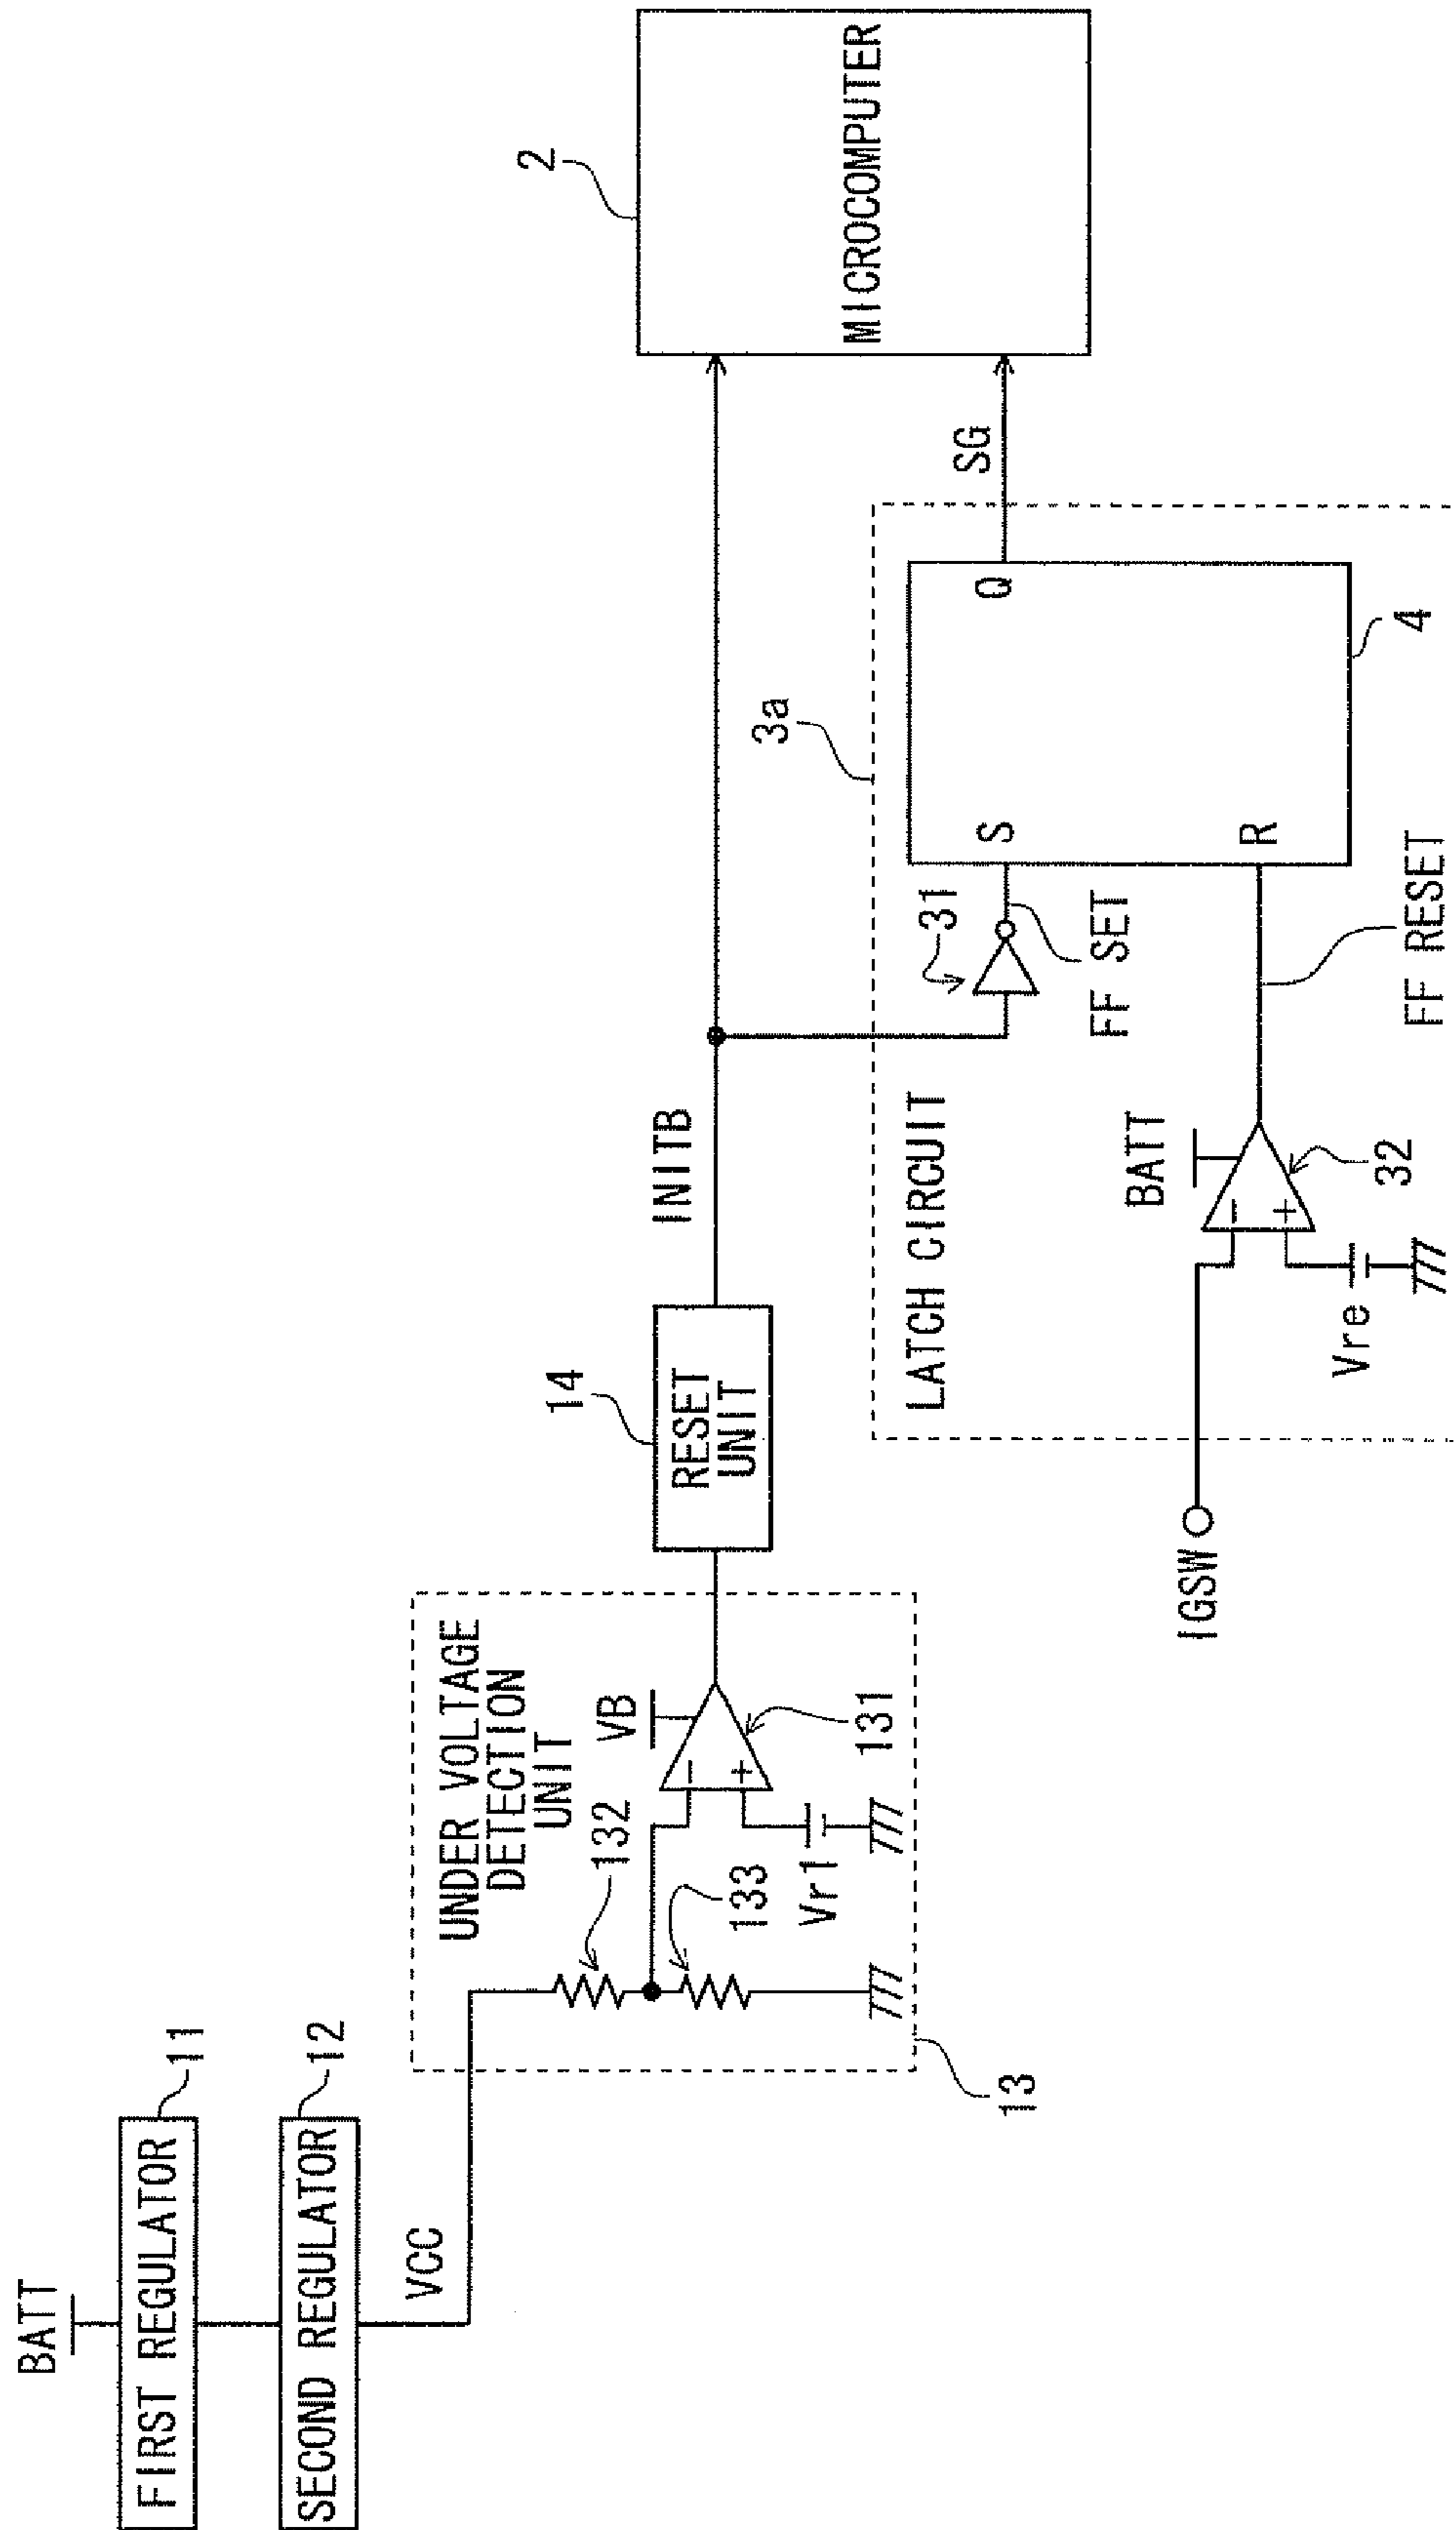 BATT
FIRST REGULATOR
11
SECOND REGULATOR
12
VCC
13
UNDER VOLTAGE
DETECTION
UNIT
132
133
VB
-
+
131
Vr1
14
RESET
UNIT
INITB
2
MICROCOMPUTER
SG
3a
LATCH CIRCUIT
31
FF SET
S
Q
R
4
FF RESET
BATT
-
+
32
Vre
IGSW